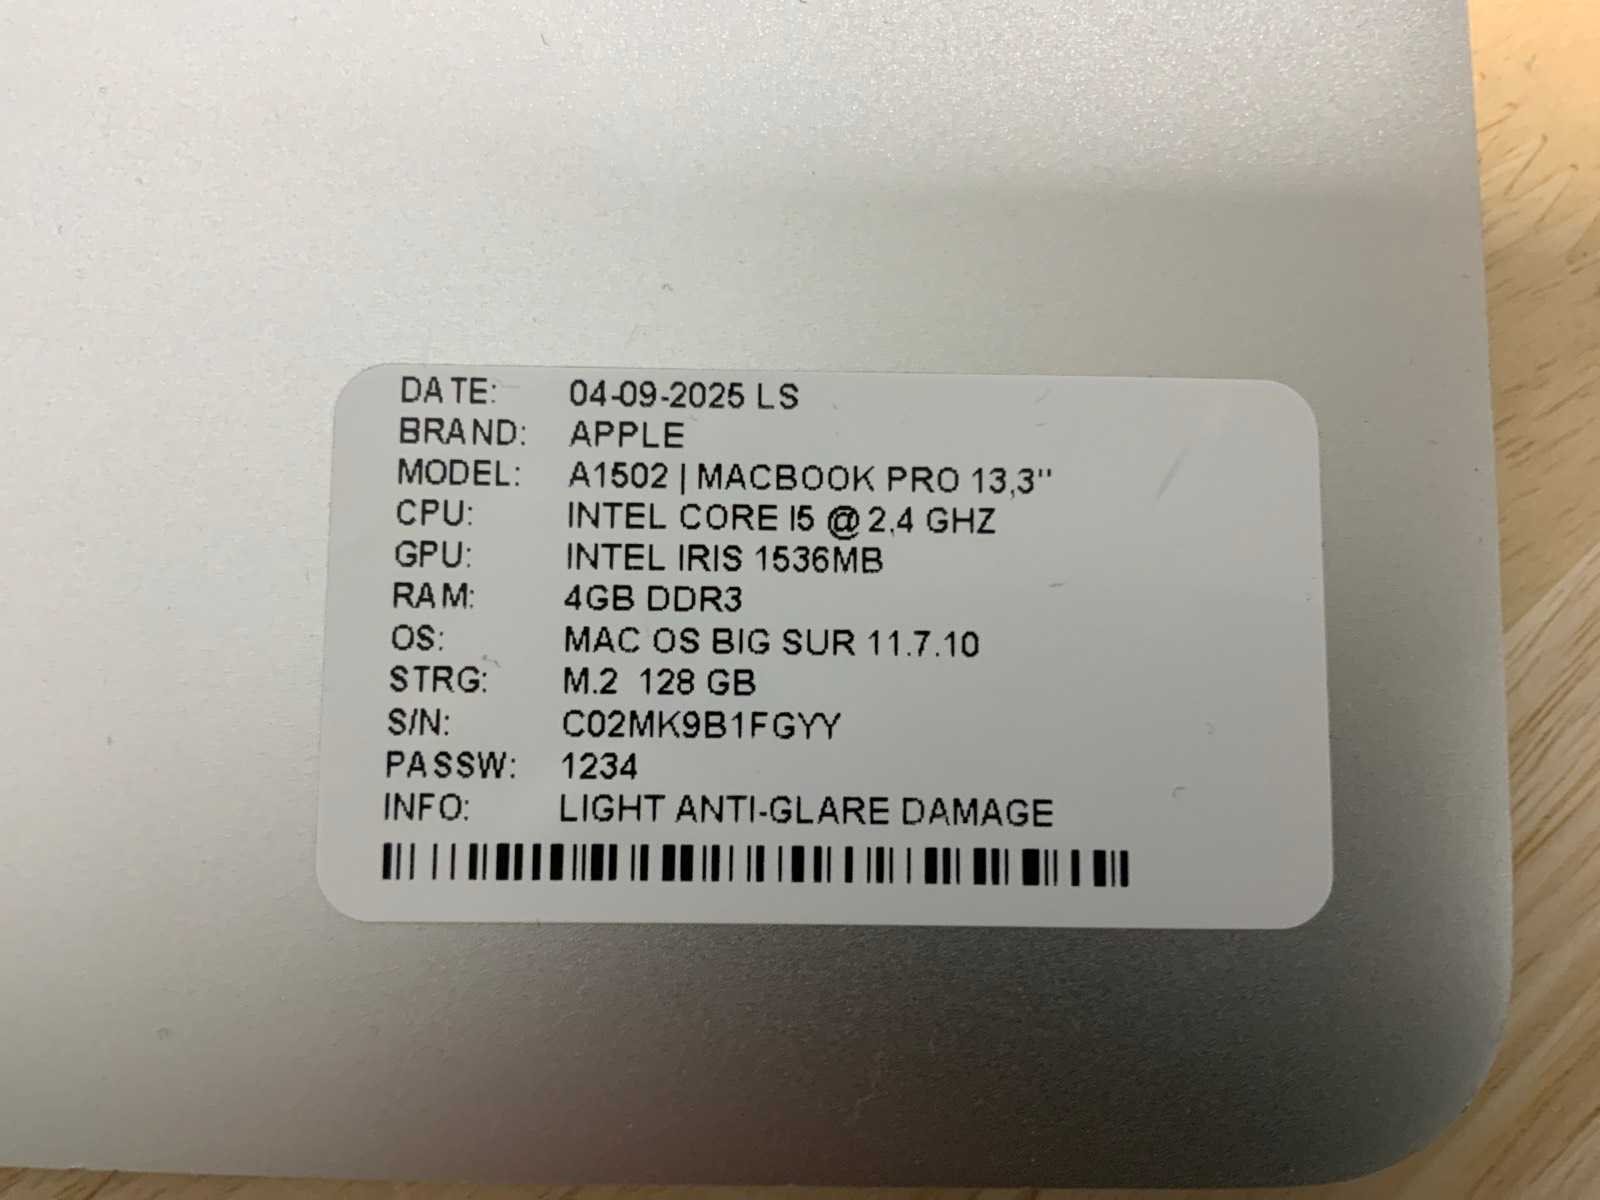 DATE: 04-09-2025 LS
BRAND: APPLE
MODEL: A1502 | MACBOOK PRO 13,3''
CPU: INTEL CORE I5 @ 2,4 GHZ
GPU: INTEL IRIS 1536MB
RAM: 4GB DDR3
OS: MAC OS BIG SUR 11.7.10
STRG: M.2 128 GB
S/N: C02MK9B1FGYY
PASSW: 1234
INFO: LIGHT ANTI-GLARE DAMAGE